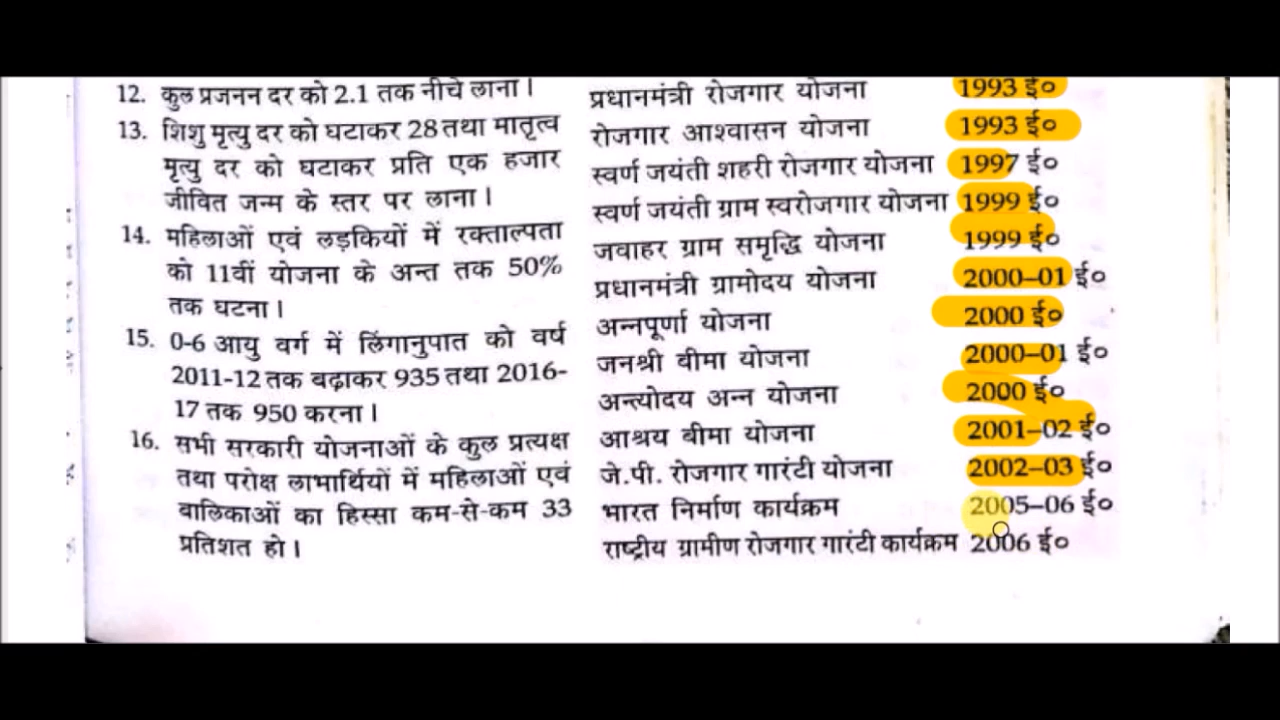 12. कुल प्रजनन दर को 2.1 तक नीचे लाना।
13. शिशु मृत्यु दर को घटाकर 28 तथा मातृत्व
मृत्यु दर को घटाकर प्रति एक हजार
जीवित जन्म के स्तर पर लाना।
14. महिलाओं एवं लड़कियों में रक्ताल्पता
को 11वीं योजना के अन्त तक 50%
तक घटना।
15. 0-6 आयु वर्ग में लिंगानुपात को वर्ष
2011-12 तक बढ़ाकर 935 तथा 2016-
17 तक 950 करना।
16. सभी सरकारी योजनाओं के कुल प्रत्यक्ष
तथा परोक्ष लाभार्थियों में महिलाओं एवं
बालिकाओं का हिस्सा कम-से-कम 33
प्रतिशत हो।
प्रधानमंत्री रोजगार योजना 1993 ई०
रोजगार आश्वासन योजना 1993 ई०
स्वर्ण जयंती शहरी रोजगार योजना 1997 ई०
स्वर्ण जयंती ग्राम स्वरोजगार योजना 1999 ई०
जवाहर ग्राम समृद्धि योजना 1999 ई०
प्रधानमंत्री ग्रामोदय योजना 2000–01 ई०
अन्नपूर्णा योजना 2000 ई०
जनश्री बीमा योजना 2000–01 ई०
अन्त्योदय अन्न योजना 2000 ई०
आश्रय बीमा योजना 2001–02 ई०
जे.पी. रोजगार गारंटी योजना 2002–03 ई०
भारत निर्माण कार्यक्रम 2005–06 ई०
राष्ट्रीय ग्रामीण रोजगार गारंटी कार्यक्रम 2006 ई०